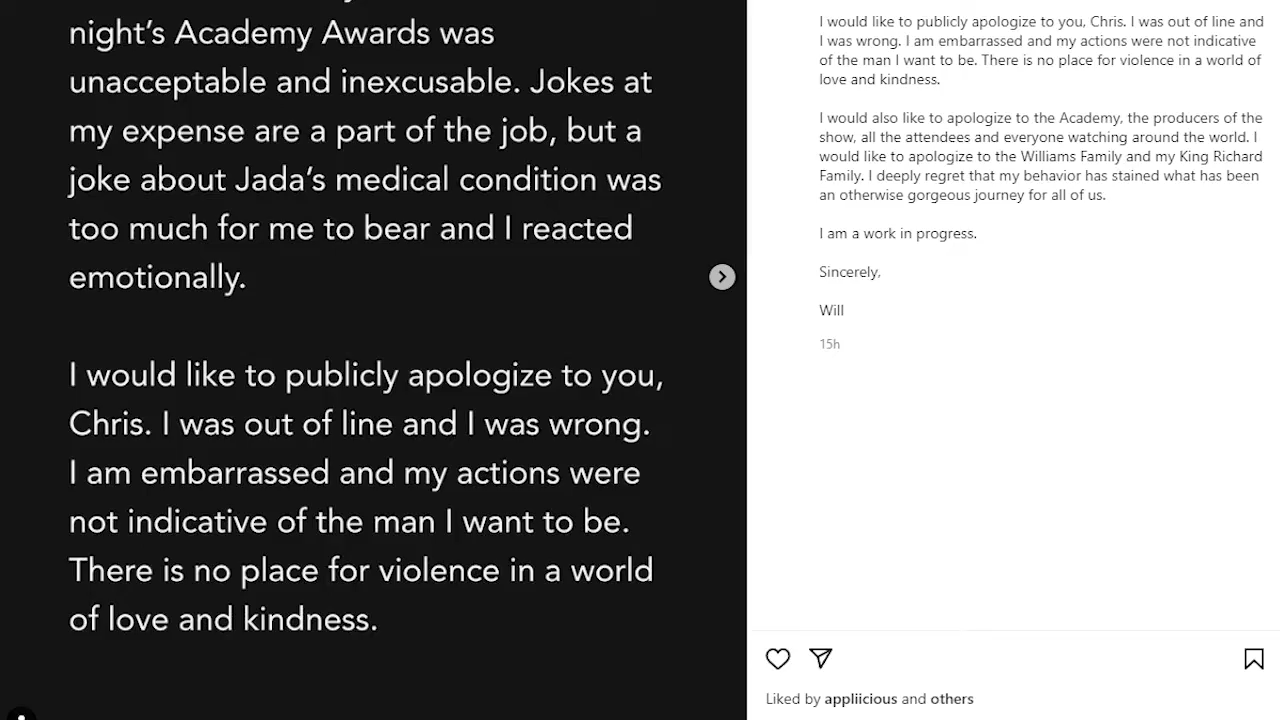 night’s Academy Awards was
unacceptable and inexcusable. Jokes at
my expense are a part of the job, but a
joke about Jada’s medical condition was
too much for me to bear and I reacted
emotionally.
I would like to publicly apologize to you,
Chris. I was out of line and I was wrong.
I am embarrassed and my actions were
not indicative of the man I want to be.
There is no place for violence in a world
of love and kindness.
I would like to publicly apologize to you, Chris. I was out of line and
I was wrong. I am embarrassed and my actions were not indicative
of the man I want to be. There is no place for violence in a world of
love and kindness.
I would also like to apologize to the Academy, the producers of the
show, all the attendees and everyone watching around the world. I
would like to apologize to the Williams Family and my King Richard
Family. I deeply regret that my behavior has stained what has been
an otherwise gorgeous journey for all of us.
I am a work in progress.
Sincerely,
Will
15h
Liked by appliicious and others